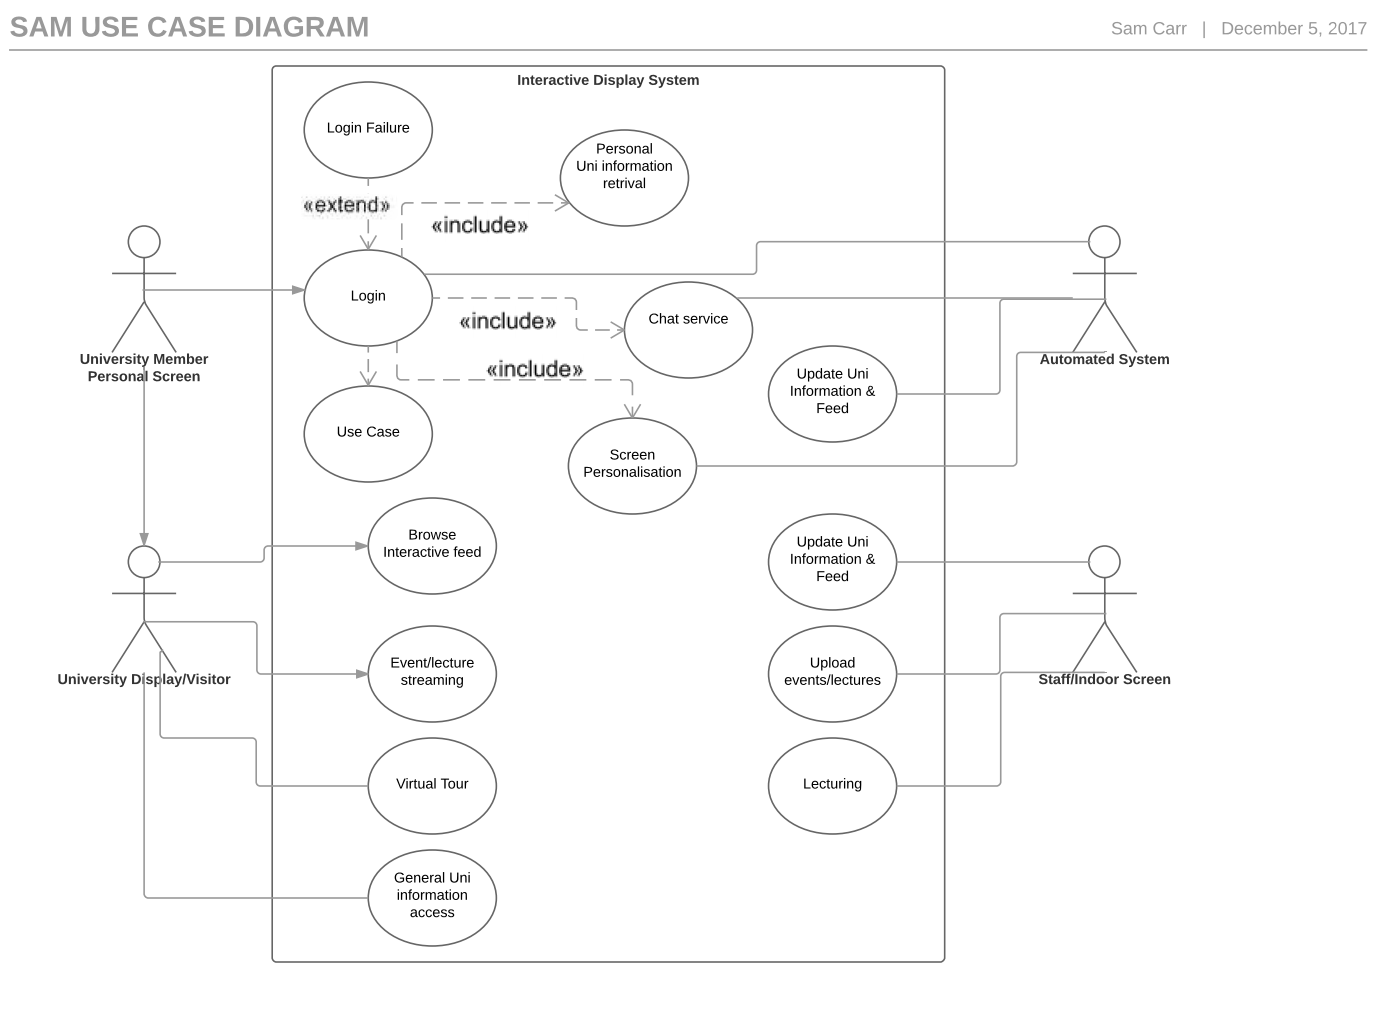 SAM USE CASE DIAGRAM
Sam Carr | December 5, 2017
Interactive Display System
Login Failure
Personal
Uni information
retrival
«extend»
«include»
Login
«include»
Chat service
«include»
University Member
Personal Screen
Automated System
Update Uni
Information &
Feed
Use Case
Screen
Personalisation
Browse
Interactive feed
Update Uni
Information &
Feed
Event/lecture
streaming
Upload
events/lectures
University Display/Visitor
Staff/Indoor Screen
Virtual Tour
Lecturing
General Uni
information
access